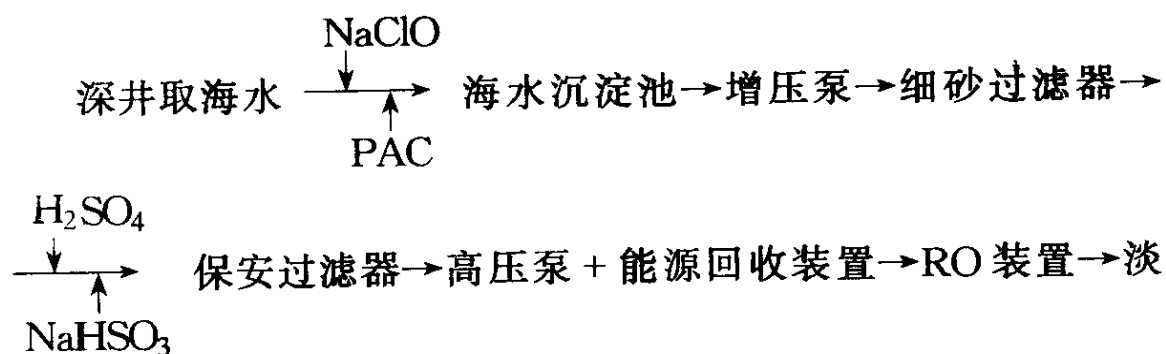 NaClO
深井取海水 → 海水沉淀池→增压泵→细砂过滤器→
PAC
H₂SO₄
→ 保安过滤器→高压泵+能源回收装置→RO装置→淡
NaHSO₃